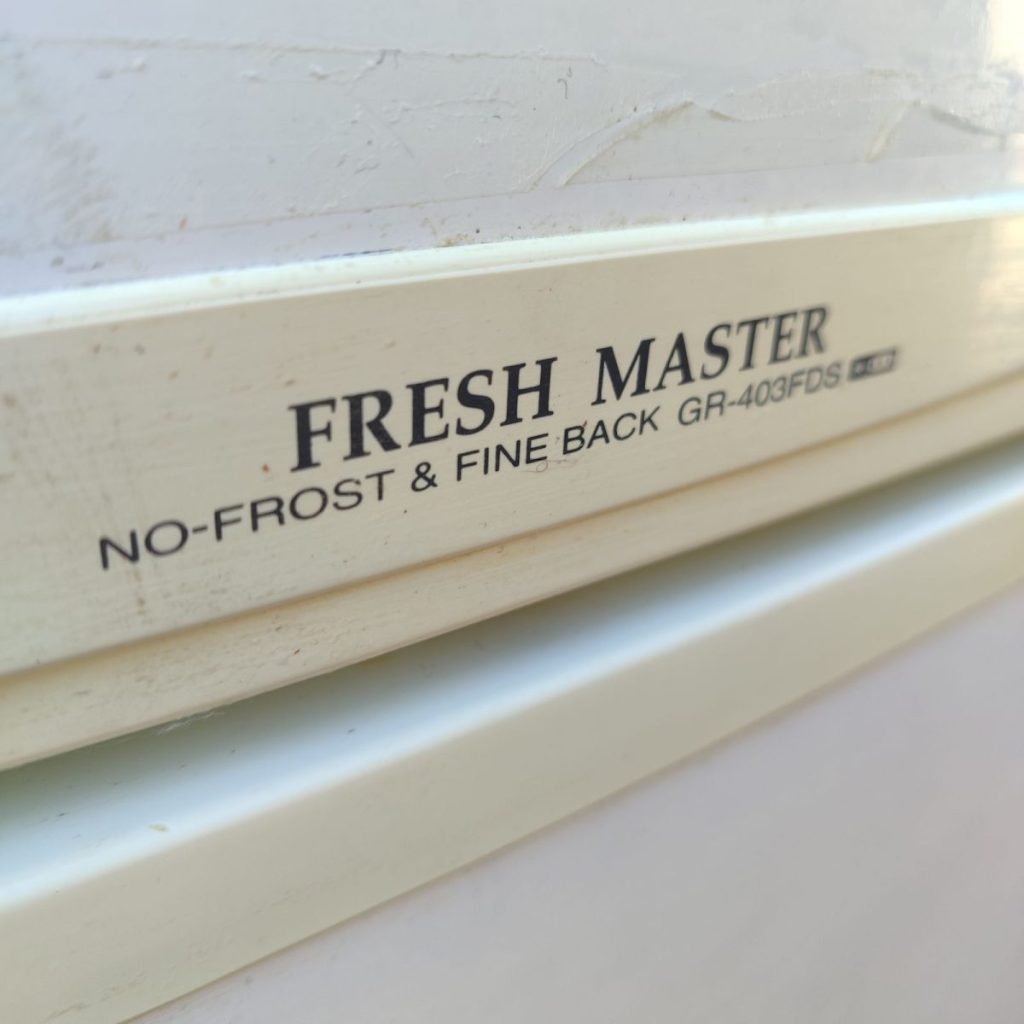 FRESH MASTER
NO-FROST & FINE BACK GR-403FDS